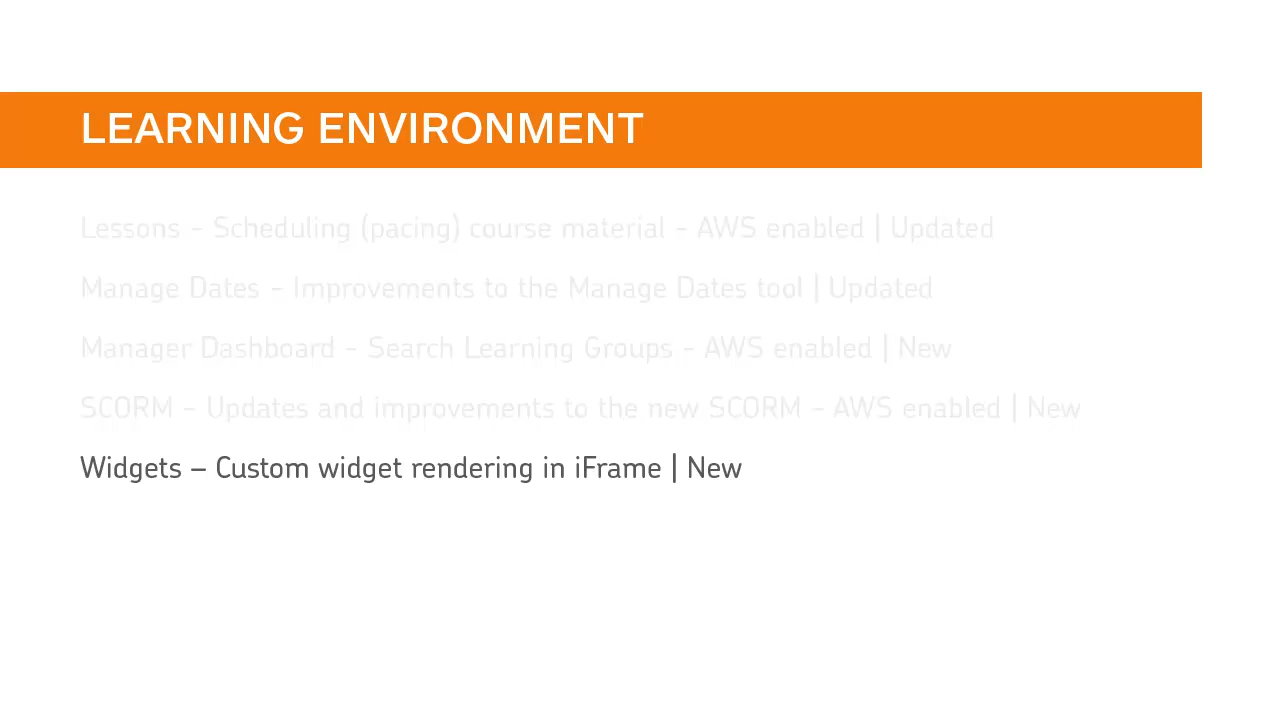 LEARNING ENVIRONMENT
Lessons – Scheduling (pacing) course material – AWS enabled | Updated
Manage Dates – Improvements to the Manage Dates tool | Updated
Manager Dashboard – Search Learning Groups – AWS enabled | New
SCORM – Updates and improvements to the new SCORM – AWS enabled | New
Widgets – Custom widget rendering in iFrame | New